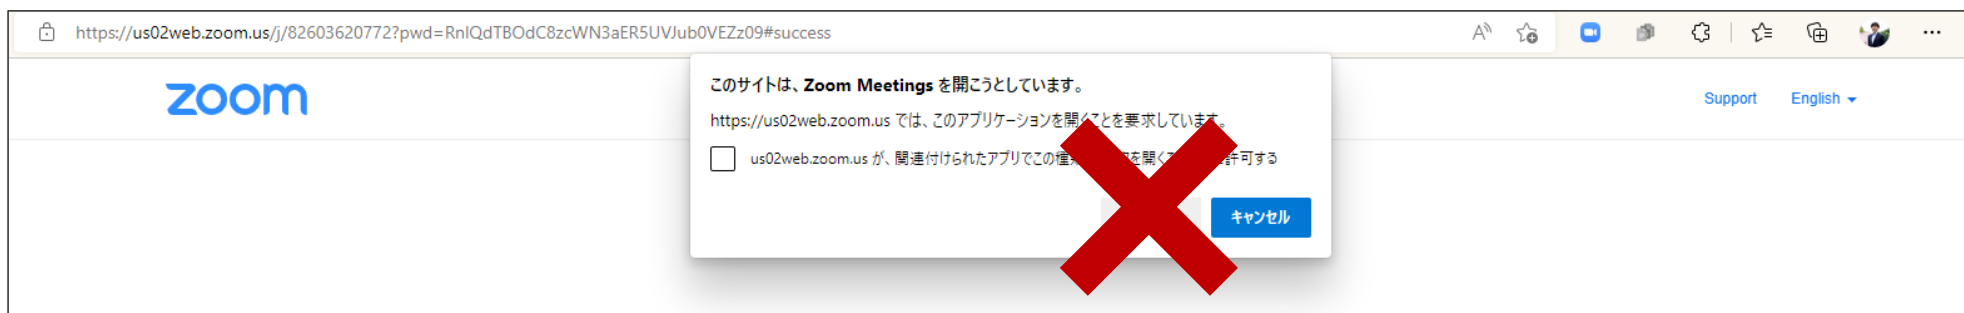 https://us02web.zoom.us/j/82603620772?pwd=RnlQdTBOdC8zcWN3aER5UVJub0VEZz09#success
zoom
Support English
このサイトは、Zoom Meetings を開こうとしています。
https://us02web.zoom.us では、このアプリケーションを開くことを要求しています。
us02web.zoom.us が、関連付けられたアプリでこの種 を開く 許可する
キャンセル